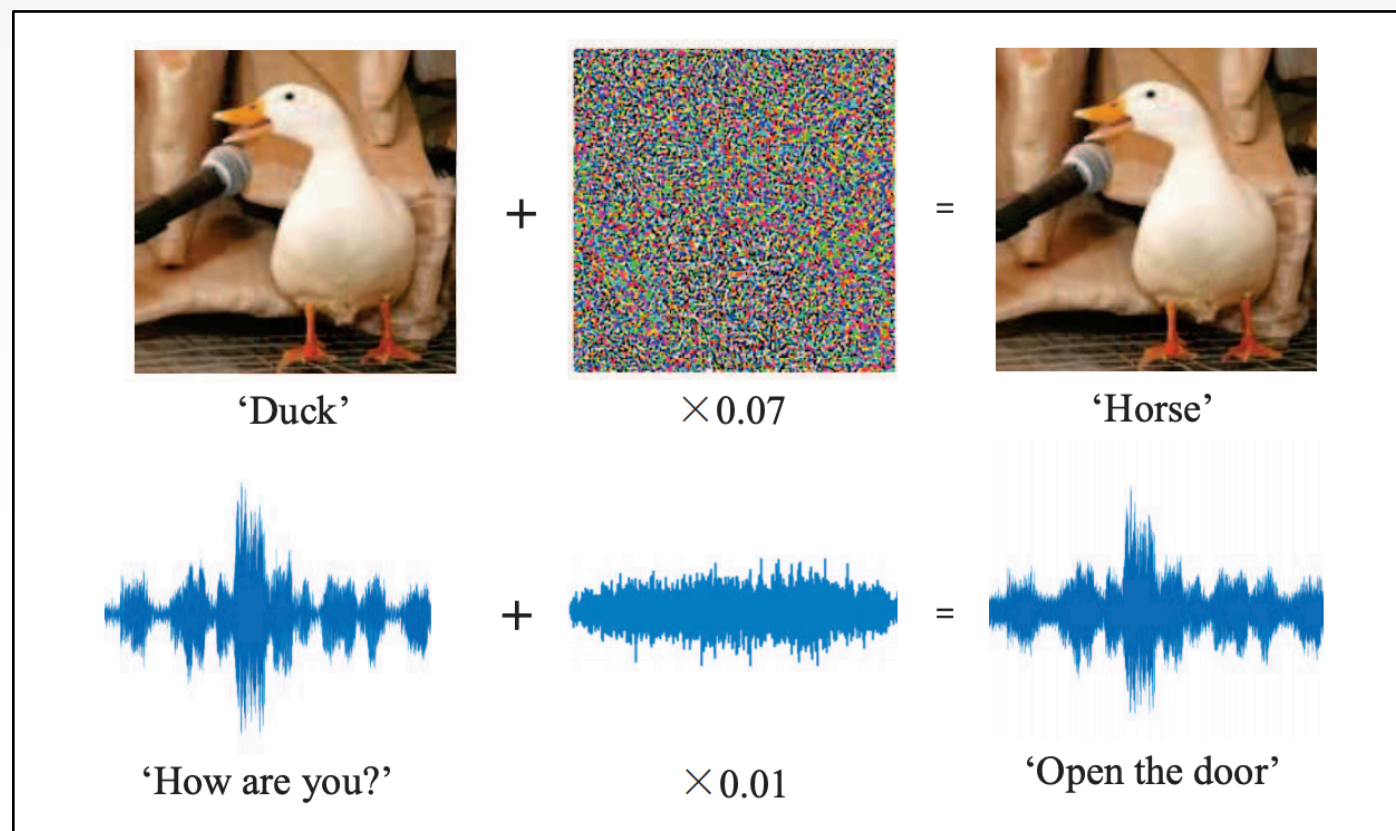 + =
‘Duck’ ×0.07 ‘Horse’
+ =
‘How are you?’ ×0.01 ‘Open the door’